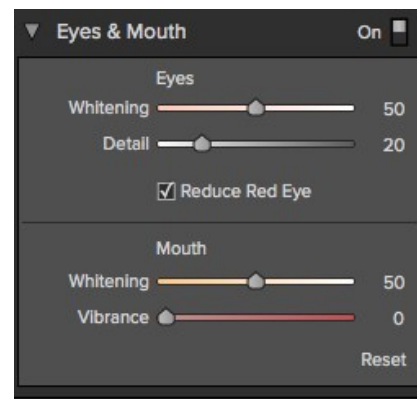 Eyes & Mouth On
Eyes
Whitening 50
Detail 20
Reduce Red Eye
Mouth
Whitening 50
Vibrance 0
Reset